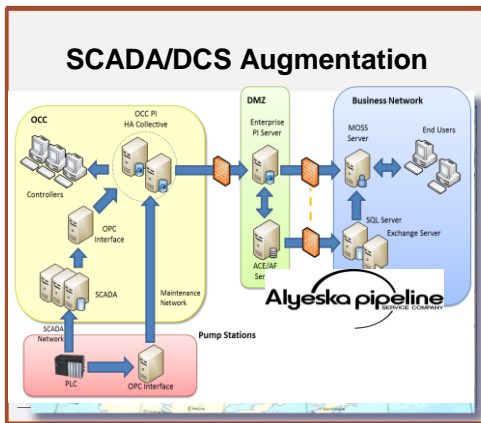 SCADA/DCS Augmentation
OCC
OCC PI
HA Collective
Controllers
OPC
Interface
SCADA
SCADA
Network
Maintenance
Network
Pump Stations
PLC
OPC Interface
DMZ
Enterprise
PI Server
ACE/AF
Business Network
MOSS
Server
End Users
SQL Server
Exchange Server
Alyeska pipeline
SERVICE COMPANY